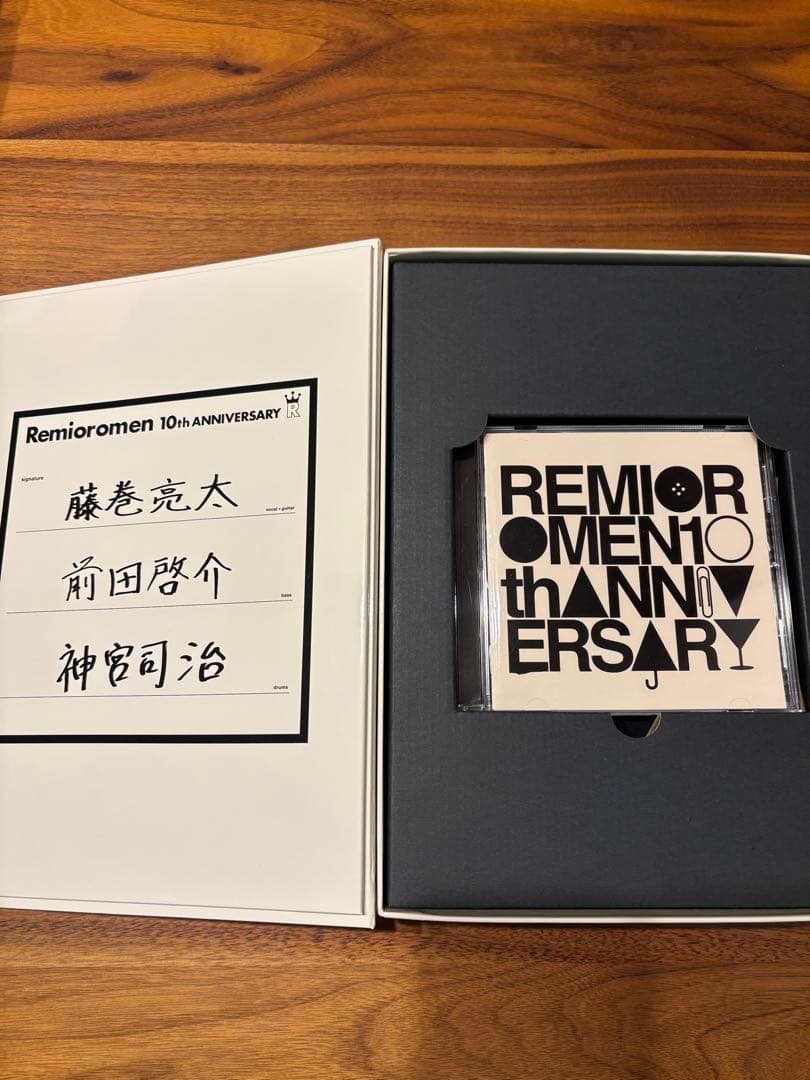 Remioromen 10th ANNIVERSARY
R
signature
藤巻亮太
vocal + guitar
前田啓介
bass
神宮司治
drums
REMIOR
OMEN10
thANNIV
ERSARY